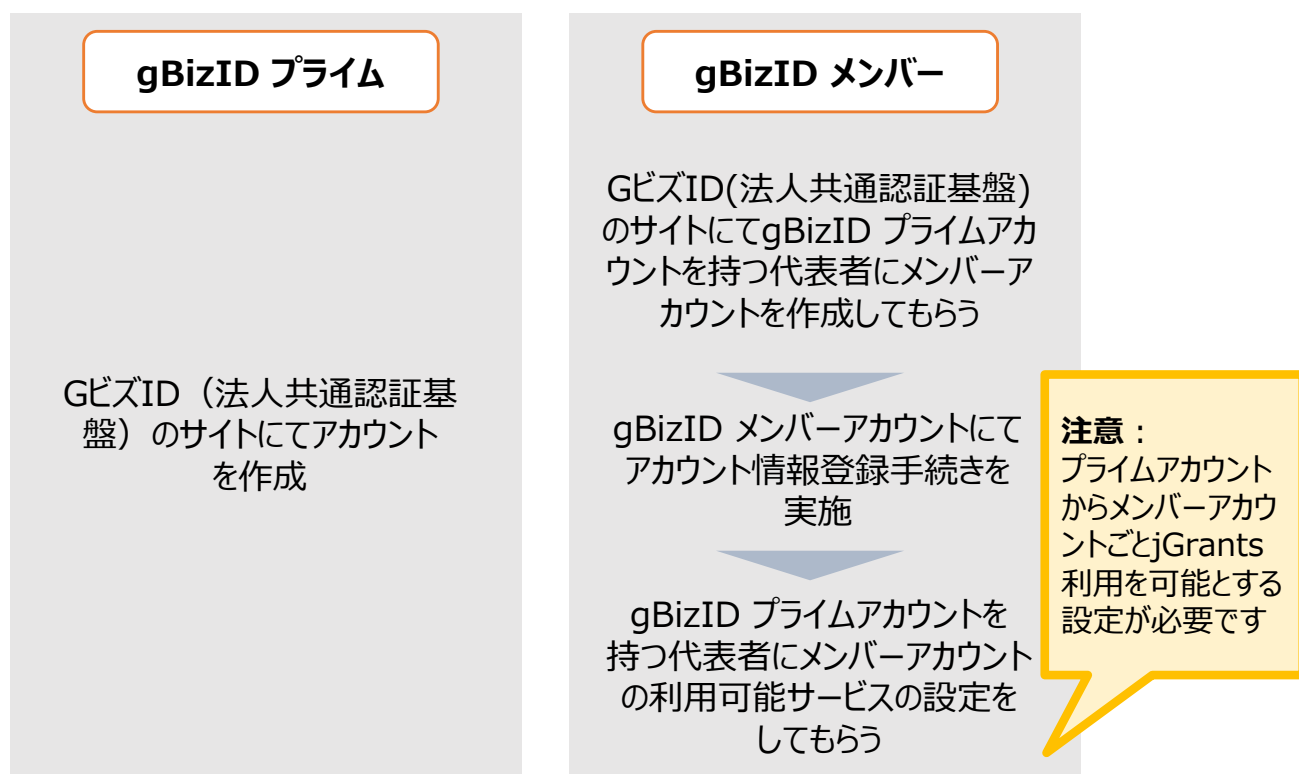 gBizID プライム
GビズID（法人共通認証基
盤）のサイトにてアカウント
を作成
gBizID メンバー
GビズID(法人共通認証基盤)
のサイトにてgBizID プライムアカ
ウントを持つ代表者にメンバーア
カウントを作成してもらう
gBizID メンバーアカウントにて
アカウント情報登録手続きを
実施
gBizID プライムアカウントを
持つ代表者にメンバーアカウント
の利用可能サービスの設定を
してもらう
注意：
プライムアカウント
からメンバーアカウ
ントごとjGrants
利用を可能とする
設定が必要です